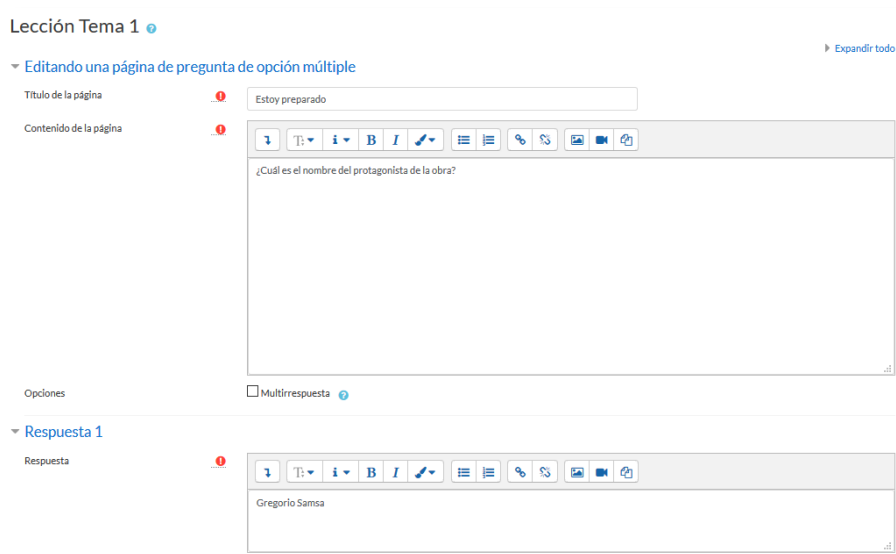 Lección Tema 1
Expandir todo
Editando una página de pregunta de opción múltiple
Título de la página
Estoy preparado
Contenido de la página
¿Cuál es el nombre del protagonista de la obra?
Opciones
Multirrespuesta
Respuesta 1
Respuesta
Gregorio Samsa